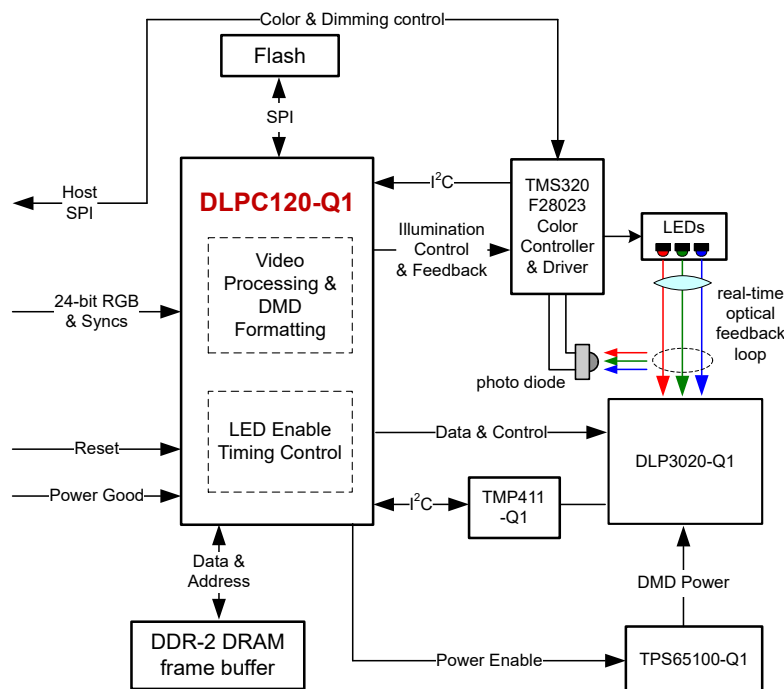 Color & Dimming control
Flash
SPI
Host
SPI
DLPC120-Q1
I²C
TMS320
F28023
Color
Controller
& Driver
LEDs
Illumination
Control
& Feedback
Video
Processing &
DMD
Formatting
24-bit RGB
& Syncs
real-time
optical
feedback
loop
photo diode
LED Enable
Timing Control
Reset
Data & Control
DLP3020-Q1
Power Good
I²C
TMP411
-Q1
Data &
Address
DMD Power
DDR-2 DRAM
frame buffer
Power Enable
TPS65100-Q1